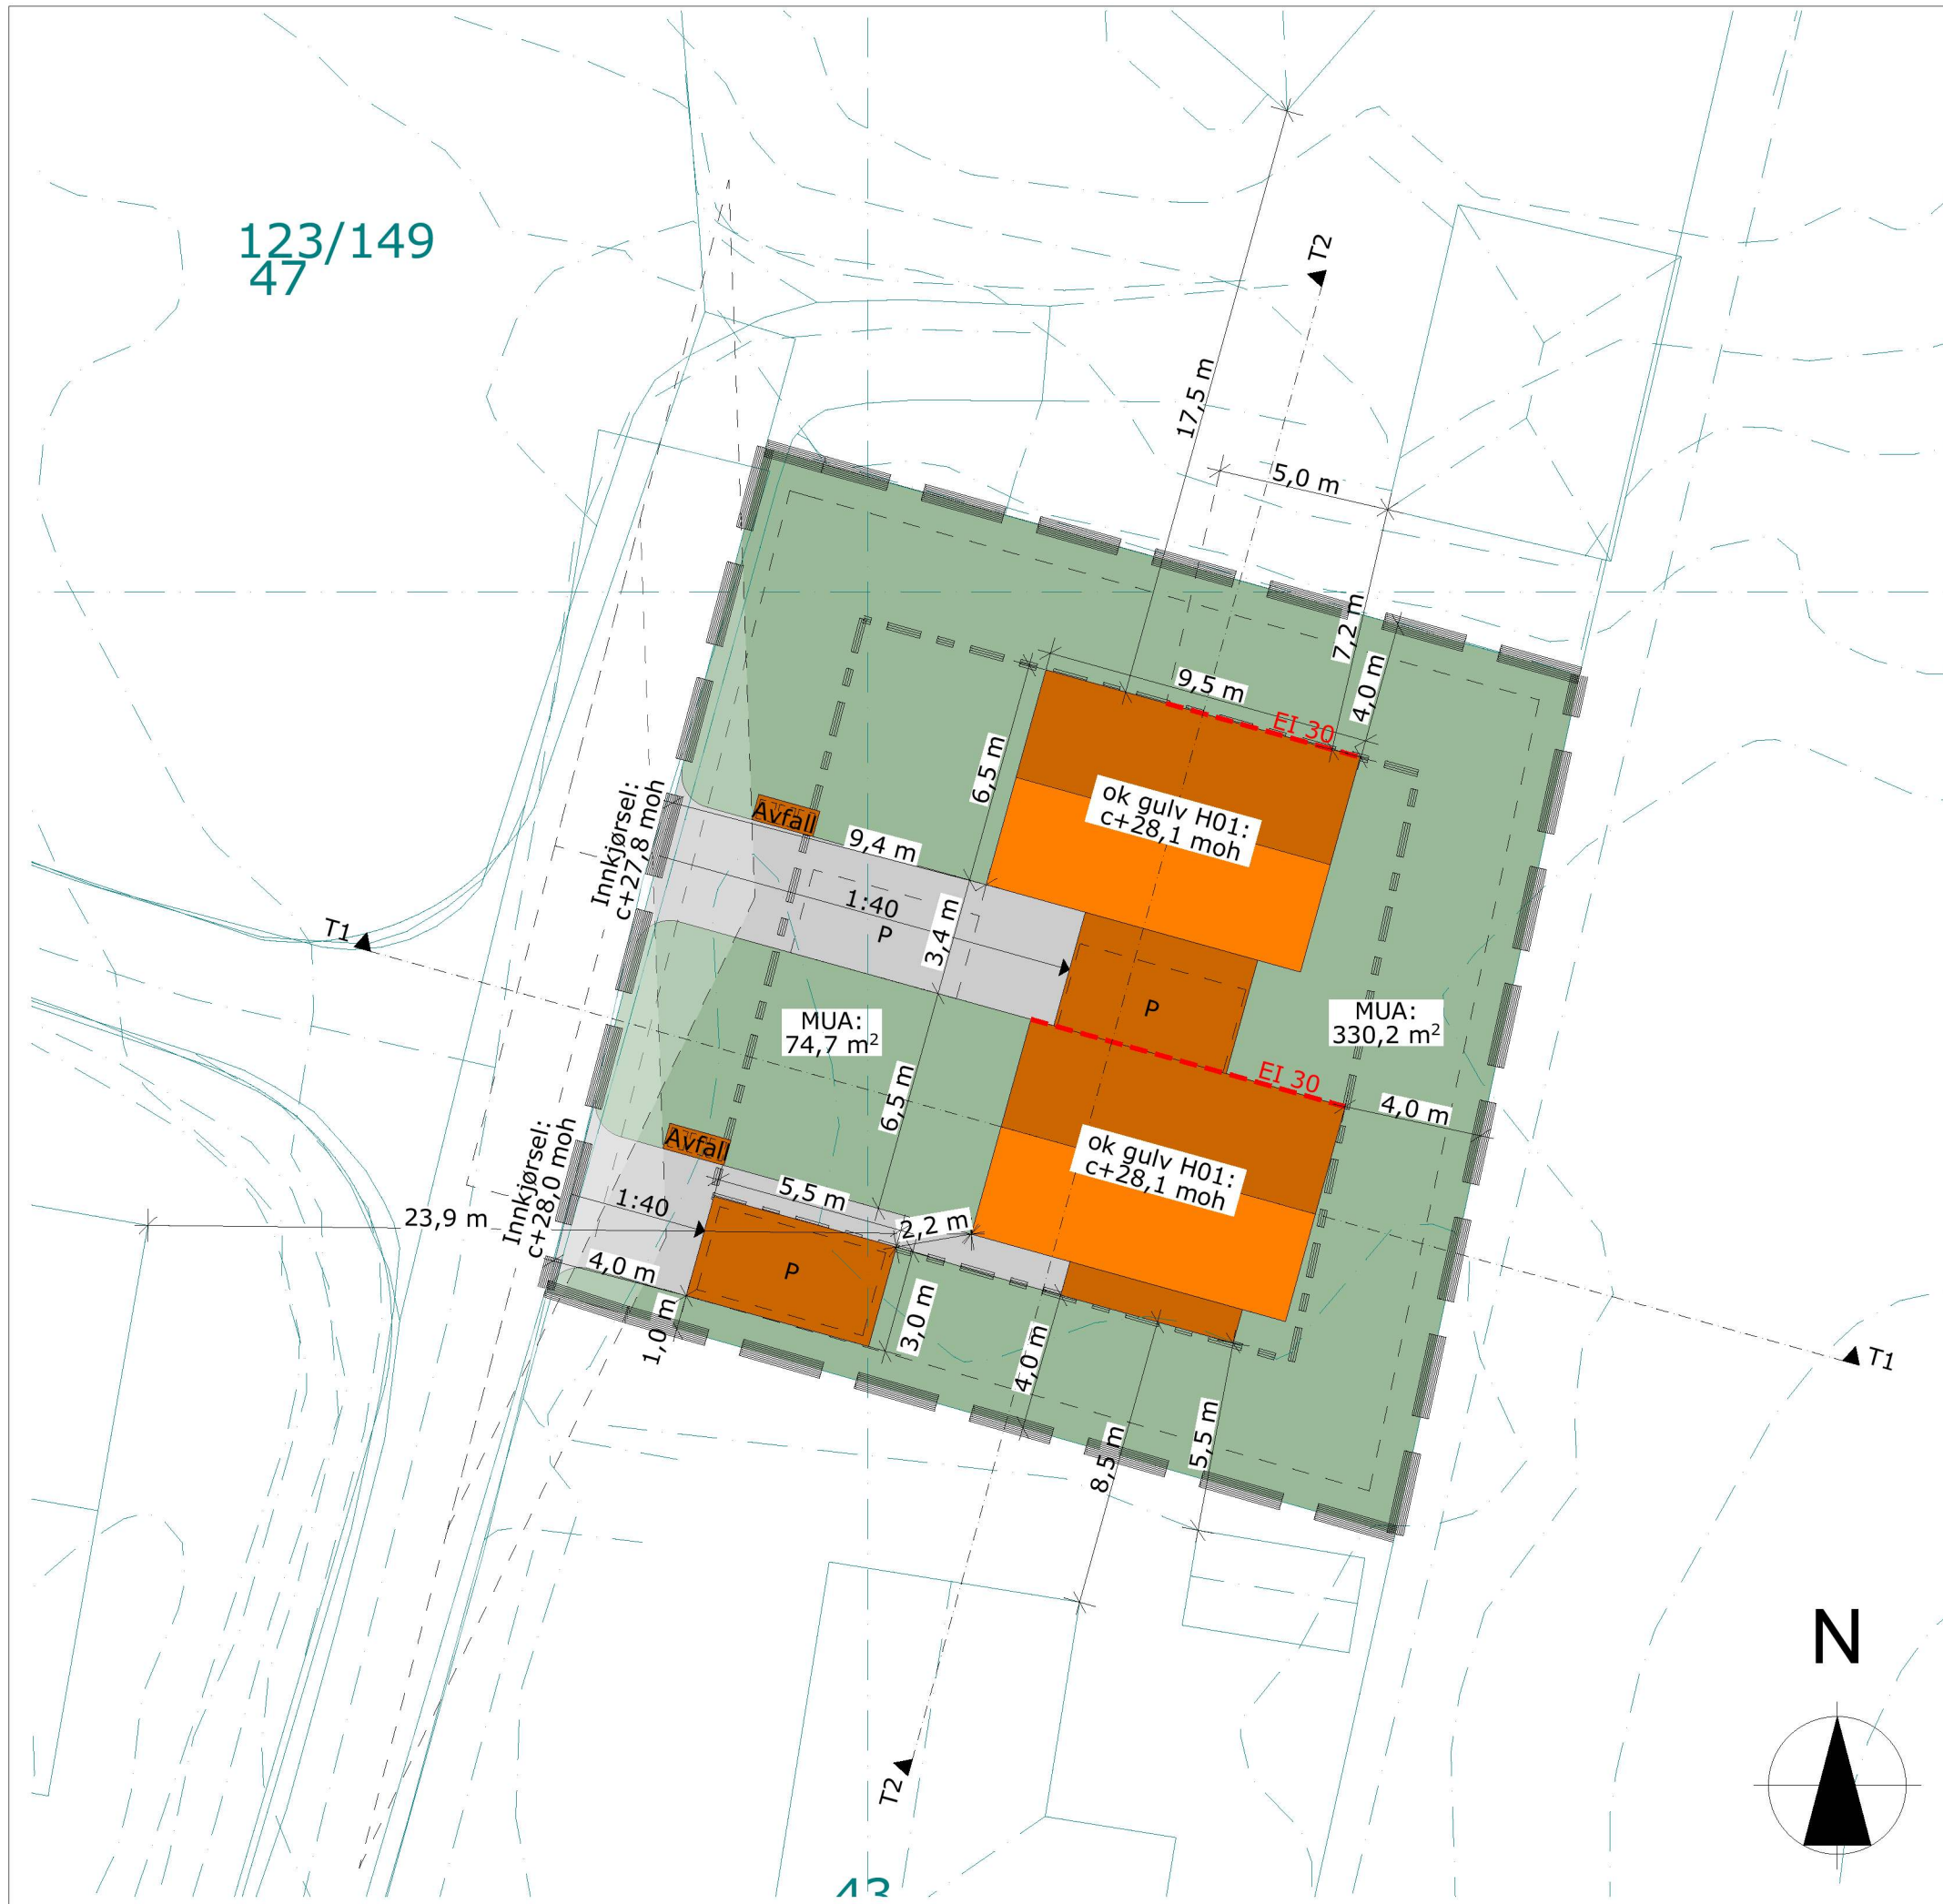 123/149
47
T2
17,5 m
5,0 m
7,2 m
4,0 m
9,5 m
EI 30
6,5 m
ok gulv H01:
c+28,1 moh
Innkjørsel:
c+27,8 moh
Avfall
9,4 m
1:40
P
3,4 m
T1
P
MUA:
74,7 m²
MUA:
330,2 m²
EI 30
4,0 m
6,5 m
ok gulv H01:
c+28,1 moh
Innkjørsel:
c+28,0 moh
Avfall
5,5 m
1:40
23,9 m
2,2 m
4,0 m
P
1,0 m
3,0 m
4,0 m
8,5 m
5,5 m
T1
T2
N
43